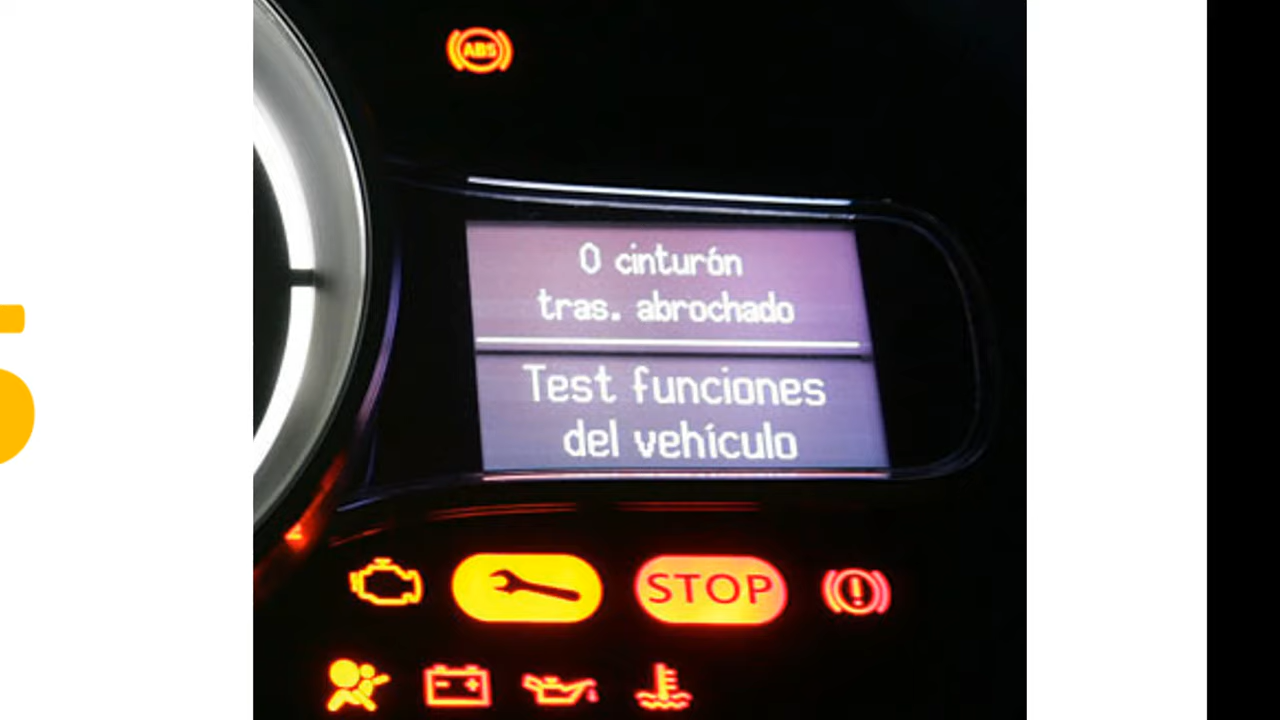 ABS
0 cinturón
tras. abrochado
Test funciones
del vehículo
STOP